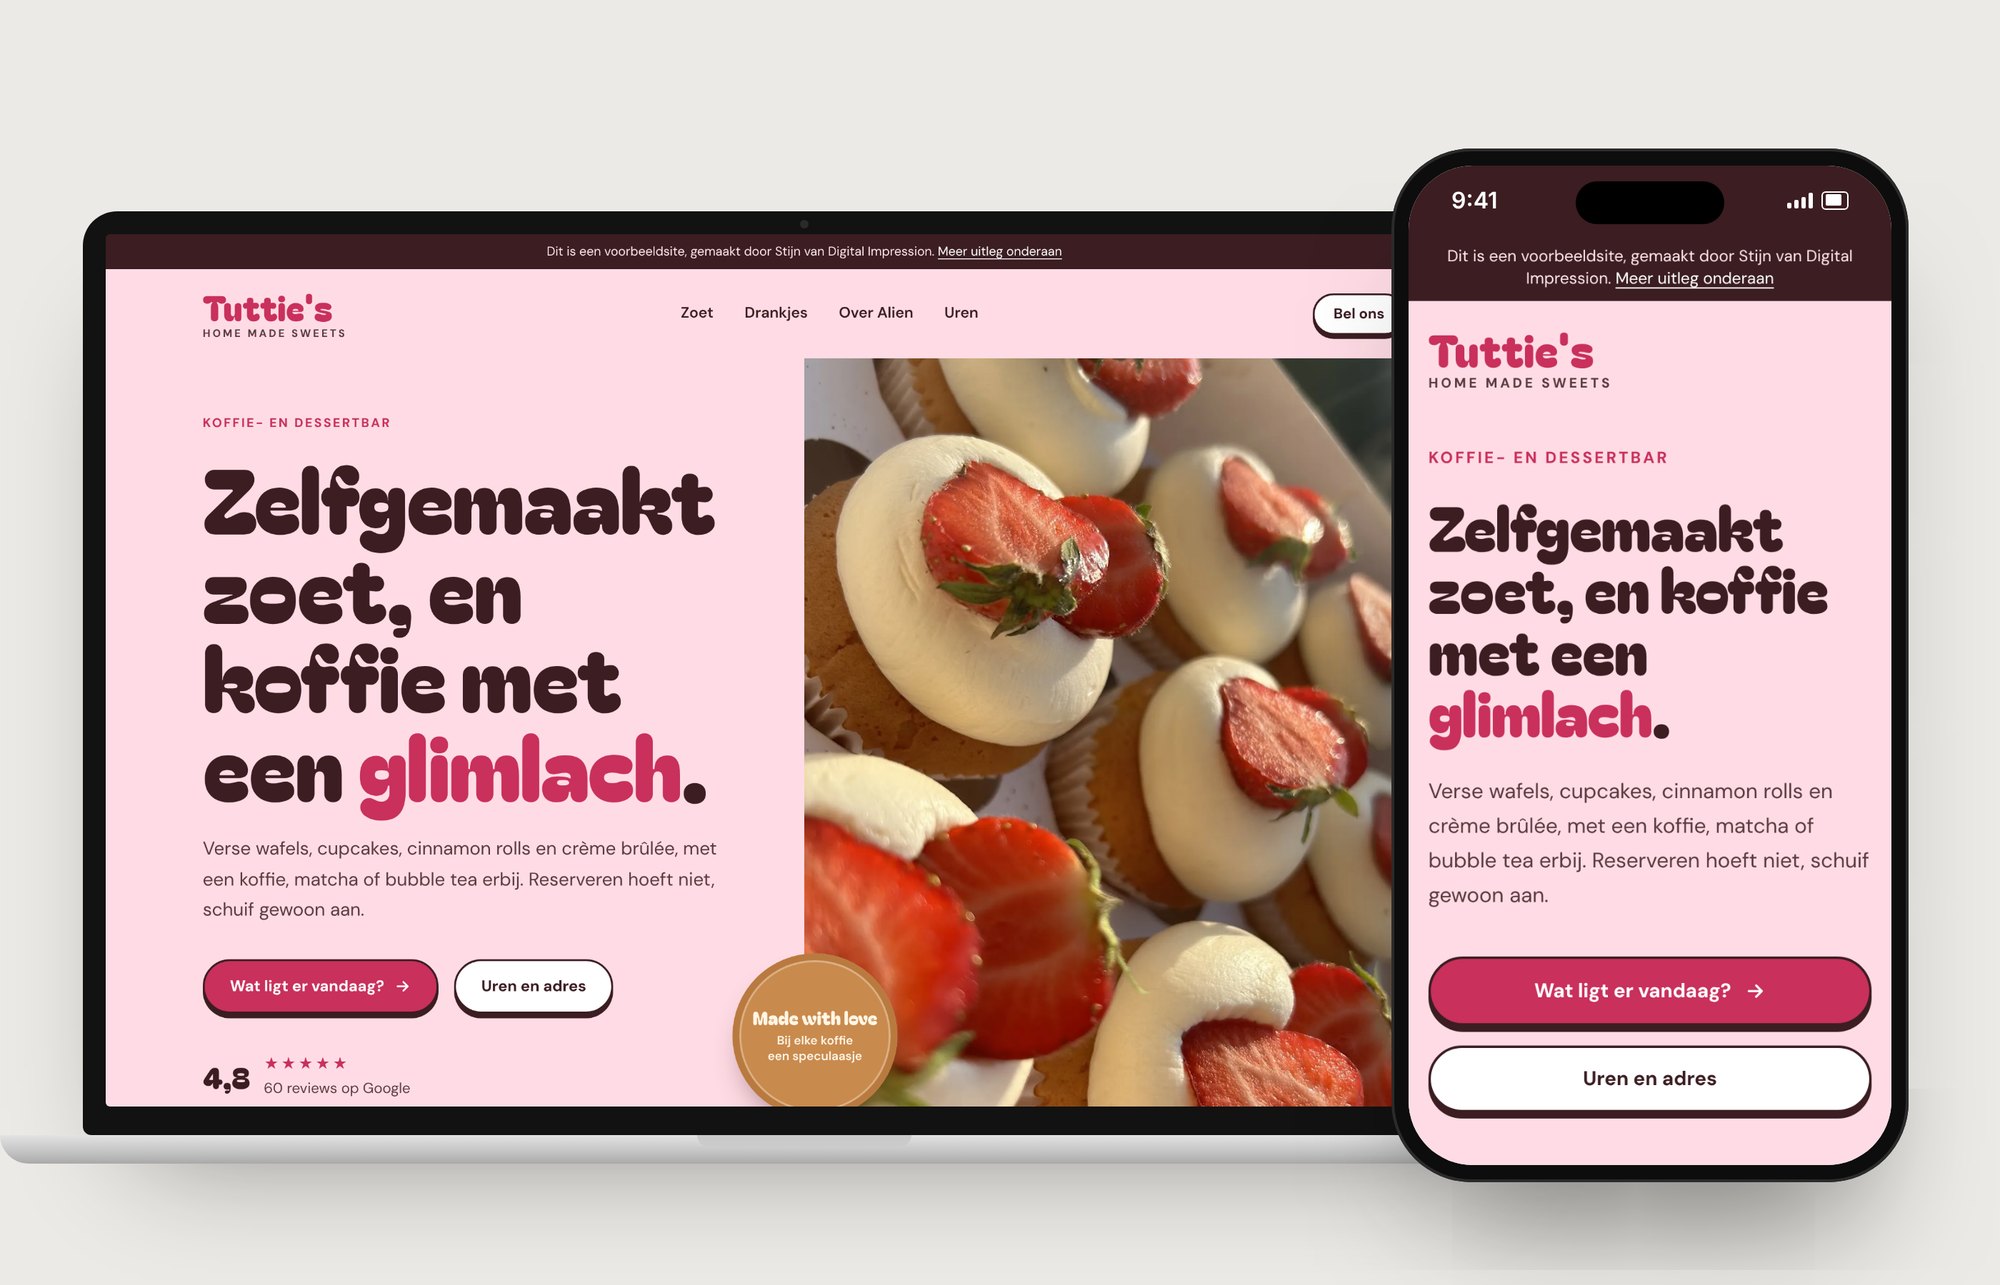 Dit is een voorbeeldsite, gemaakt door Stijn van Digital Impression. Meer uitleg onderaan
Tuttie's
HOME MADE SWEETS
Zoet
Drankjes
Over Alien
Uren
Bel ons
KOFFIE- EN DESSERTBAR
Zelfgemaakt
zoet, en
koffie met
een glimlach.
Verse wafels, cupcakes, cinnamon rolls en crème brûlée, met
een koffie, matcha of bubble tea erbij. Reserveren hoeft niet,
schuif gewoon aan.
Wat ligt er vandaag? →
Uren en adres
4,8
★★★★★
60 reviews op Google
Made with love
Bij elke koffie
een speculaasje
9:41
Dit is een voorbeeldsite, gemaakt door Stijn van Digital
Impression. Meer uitleg onderaan
Tuttie's
HOME MADE SWEETS
KOFFIE- EN DESSERTBAR
Zelfgemaakt
zoet, en koffie
met een
glimlach.
Verse wafels, cupcakes, cinnamon rolls en
crème brûlée, met een koffie, matcha of
bubble tea erbij. Reserveren hoeft niet, schuif
gewoon aan.
Wat ligt er vandaag? →
Uren en adres